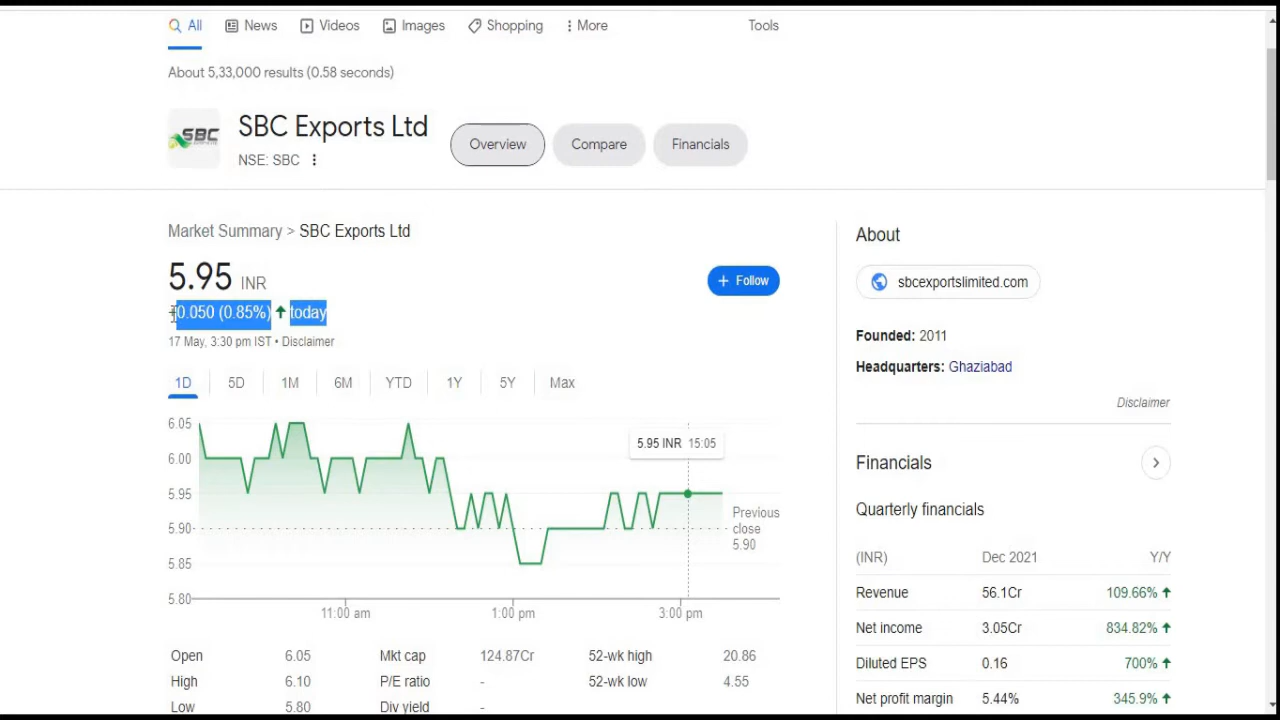 All News Videos Images Shopping More Tools
About 5,33,000 results (0.58 seconds)
SBC
SBC Exports Ltd
NSE: SBC
Overview Compare Financials
Market Summary > SBC Exports Ltd
5.95 INR
+0.050 (0.85%) today
17 May, 3:30 pm IST • Disclaimer
+ Follow
1D 5D 1M 6M YTD 1Y 5Y Max
6.05
6.00
5.95
5.90
5.85
5.80
5.95 INR 15:05
Previous
close
5.90
11:00 am 1:00 pm 3:00 pm
Open 6.05 Mkt cap 124.87Cr 52-wk high 20.86
High 6.10 P/E ratio - 52-wk low 4.55
Low 5.80 Div yield -
About
sbcexportslimited.com
Founded: 2011
Headquarters: Ghaziabad
Disclaimer
Financials
Quarterly financials
(INR) Dec 2021 Y/Y
Revenue 56.1Cr 109.66%
Net income 3.05Cr 834.82%
Diluted EPS 0.16 700%
Net profit margin 5.44% 345.9%